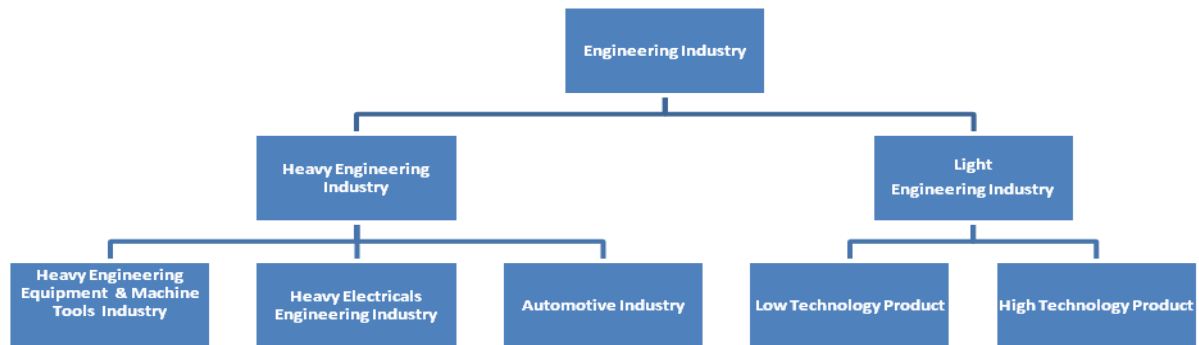 Engineering Industry
Heavy Engineering
Industry
Light
Engineering Industry
Heavy Engineering
Equipment & Machine
Tools Industry
Heavy Electricals
Engineering Industry
Automotive Industry
Low Technology Product
High Technology Product